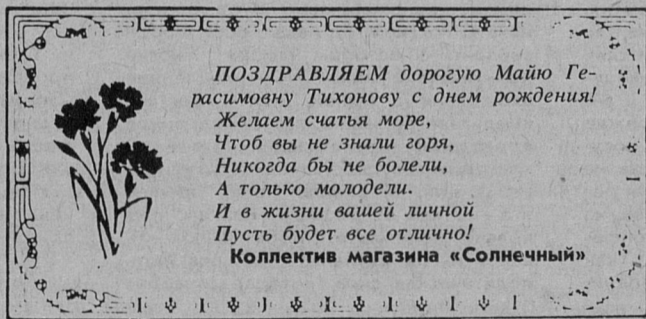 ПОЗДРАВЛЯЕМ дорогую Майю Ге-
расимовну Тихонову с днем рождения!
Желаем счатья море,
Чтоб вы не знали горя,
Никогда бы не болели,
А только молодели.
И в жизни вашей личной
Пусть будет все отлично!
Коллектив магазина «Солнечный»